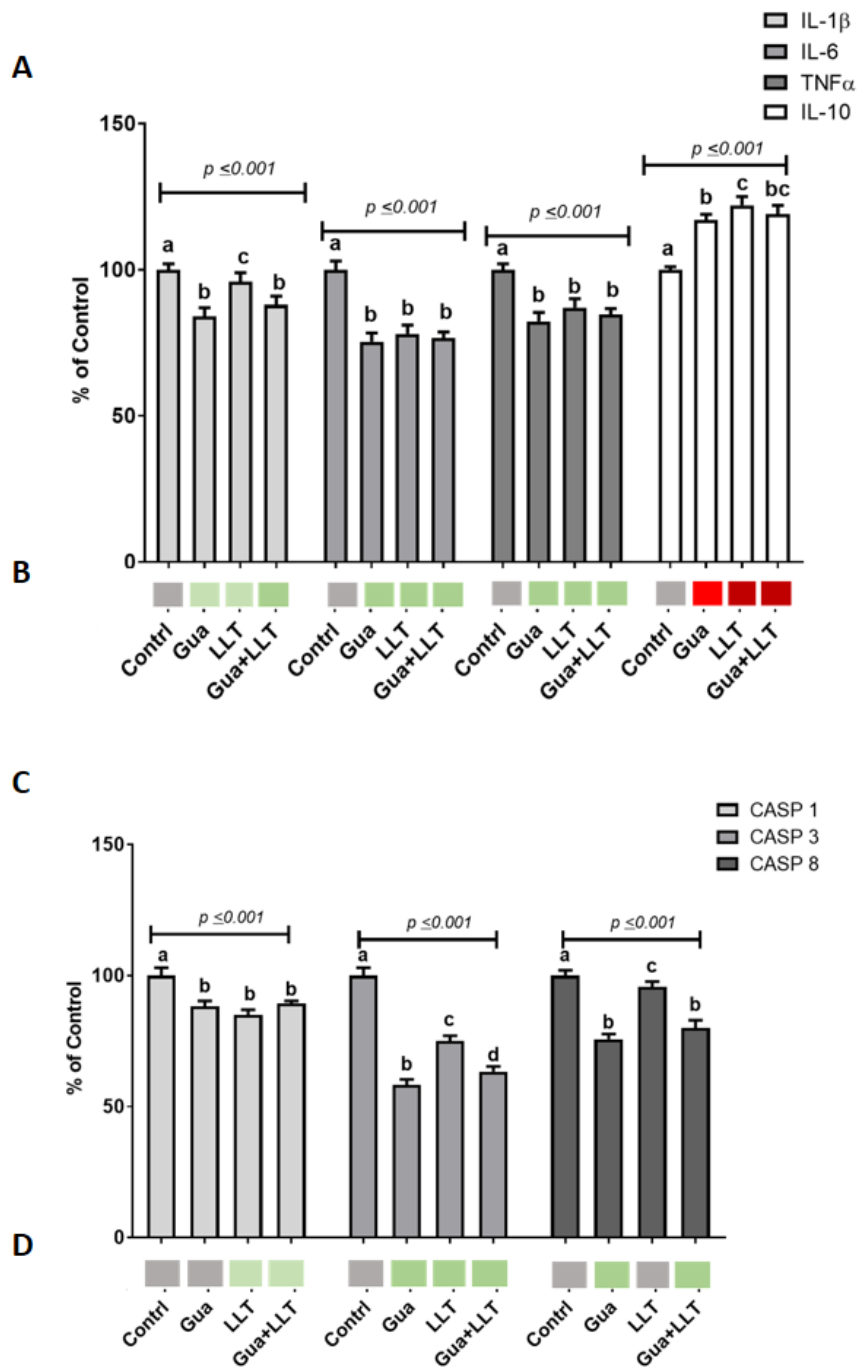 A
IL-1β
IL-6
TNFα
IL-10
150
100
50
0
% of Control
p ≤0.001
p ≤0.001
p ≤0.001
p ≤0.001
a
b
c
b
a
b
b
b
a
b
b
b
a
b
c
bc
B
Contrl
Gua
LLT
Gua+LLT
Contrl
Gua
LLT
Gua+LLT
Contrl
Gua
LLT
Gua+LLT
Contrl
Gua
LLT
Gua+LLT
C
CASP 1
CASP 3
CASP 8
150
100
50
0
% of Control
p ≤0.001
p ≤0.001
p ≤0.001
a
b
b
b
a
b
c
d
a
b
c
b
D
Contrl
Gua
LLT
Gua+LLT
Contrl
Gua
LLT
Gua+LLT
Contrl
Gua
LLT
Gua+LLT